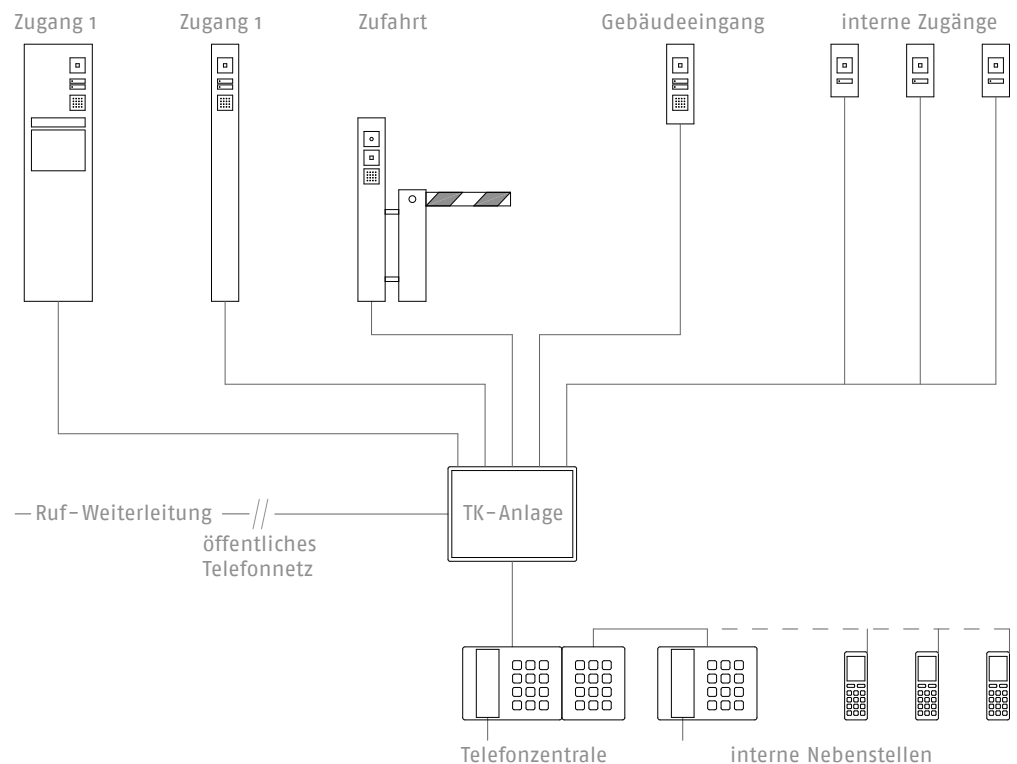 Zugang 1
Zugang 1
Zufahrt
Gebäudeeingang
interne Zugänge
Ruf-Weiterleitung
öffentliches
Telefonnetz
TK-Anlage
Telefonzentrale
interne Nebenstellen